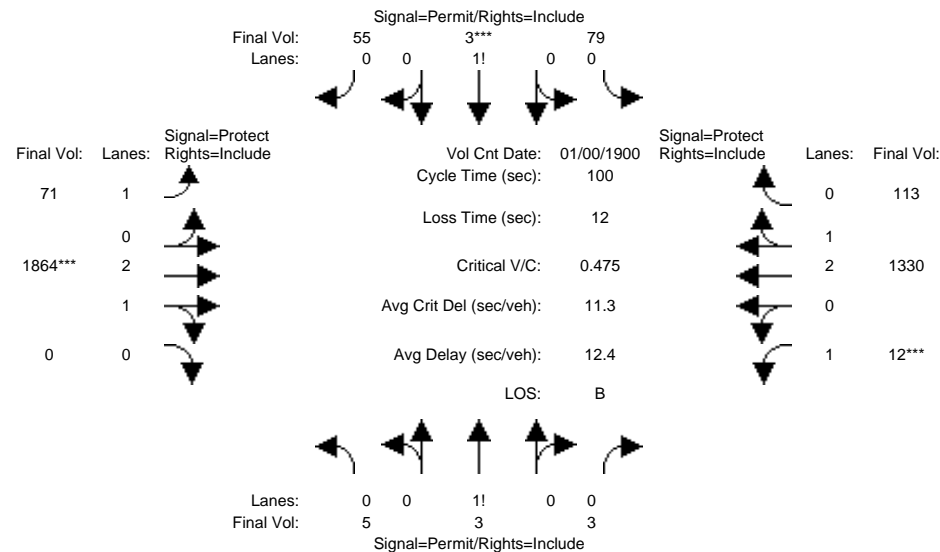 Signal=Permit/Rights=Include
Final Vol: 55 3*** 79
Lanes: 0 0 1! 0 0
Signal=Protect Signal=Protect
Final Vol: Lanes: Rights=Include Vol Cnt Date: 01/00/1900 Rights=Include Lanes: Final Vol:
Cycle Time (sec): 100
71 1 0 113
Loss Time (sec): 12
0 1
1864*** 2 Critical V/C: 0.475 2 1330
1 Avg Crit Del (sec/veh): 11.3 0
0 0 Avg Delay (sec/veh): 12.4 1 12***
LOS: B
Lanes: 0 0 1! 0 0
Final Vol: 5 3 3
Signal=Permit/Rights=Include